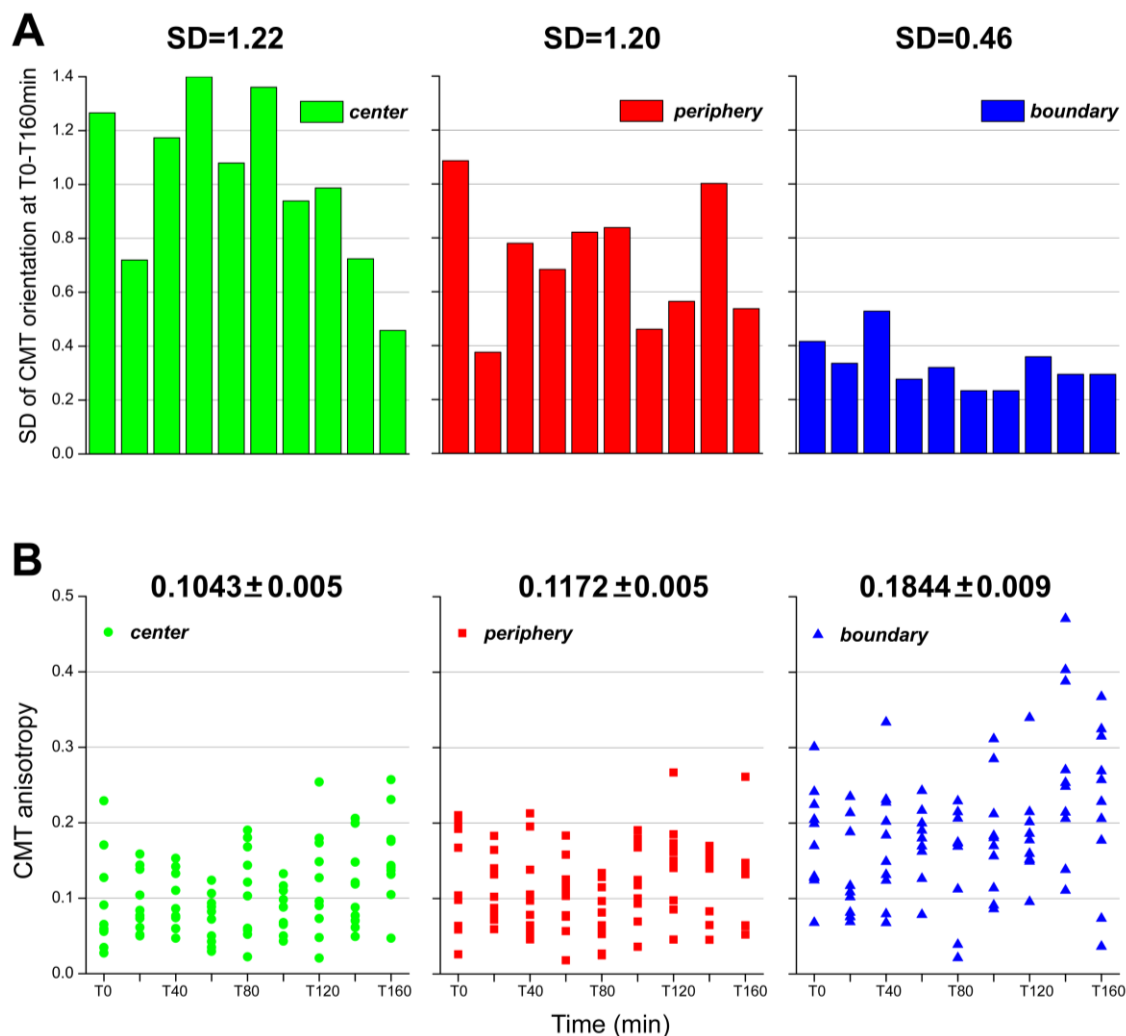 A
SD=1.22
SD=1.20
SD=0.46
SD of CMT orientation at T0-T160min
1.4
1.2
1.0
0.8
0.6
0.4
0.2
0.0
center
periphery
boundary
B
0.1043±0.005
0.1172±0.005
0.1844±0.009
CMT anisotropy
0.5
0.4
0.3
0.2
0.1
0.0
center
periphery
boundary
T0 T40 T80 T120 T160
T0 T40 T80 T120 T160
T0 T40 T80 T120 T160
Time (min)